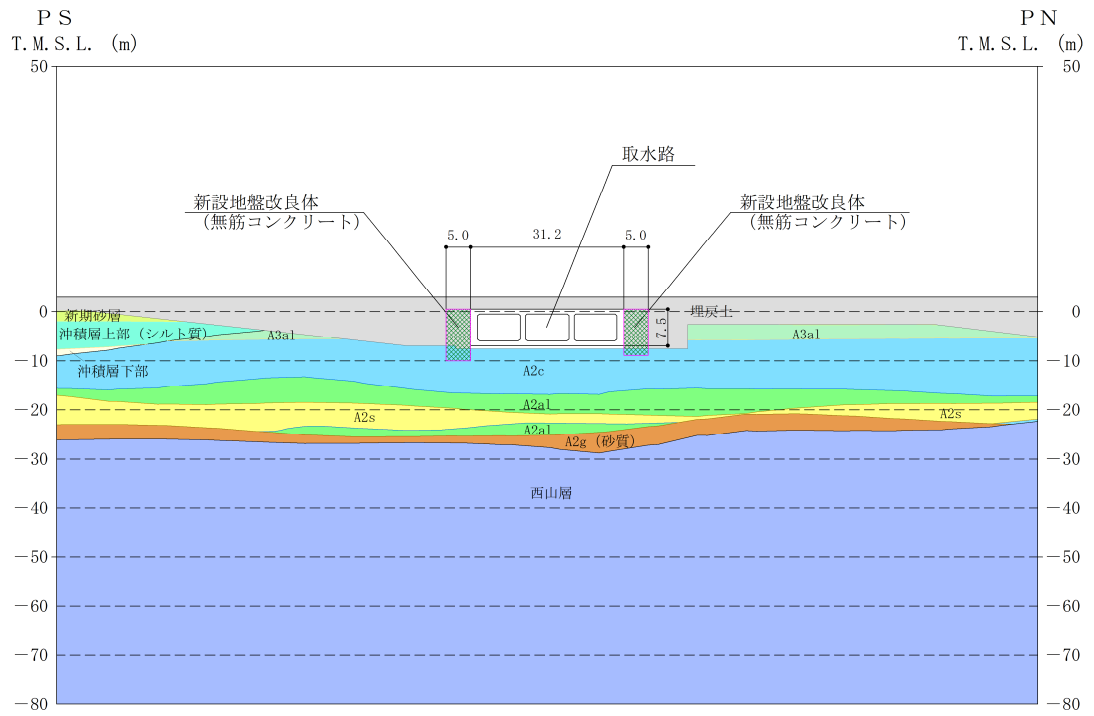 ＰＳ
T.M.S.L. (m)
ＰＮ
T.M.S.L. (m)
50
50
取水路
新設地盤改良体
（無筋コンクリート）
新設地盤改良体
（無筋コンクリート）
5.0
31.2
5.0
7.5
0
新期砂層
埋戻土
0
沖積層上部（シルト質）
A3al
A3al
−10
沖積層下部
A2c
−10
A2al
−20
A2s
A2s
−20
A2al
A2g（砂質）
−30
−30
西山層
−40
−40
−50
−50
−60
−60
−70
−70
−80
−80